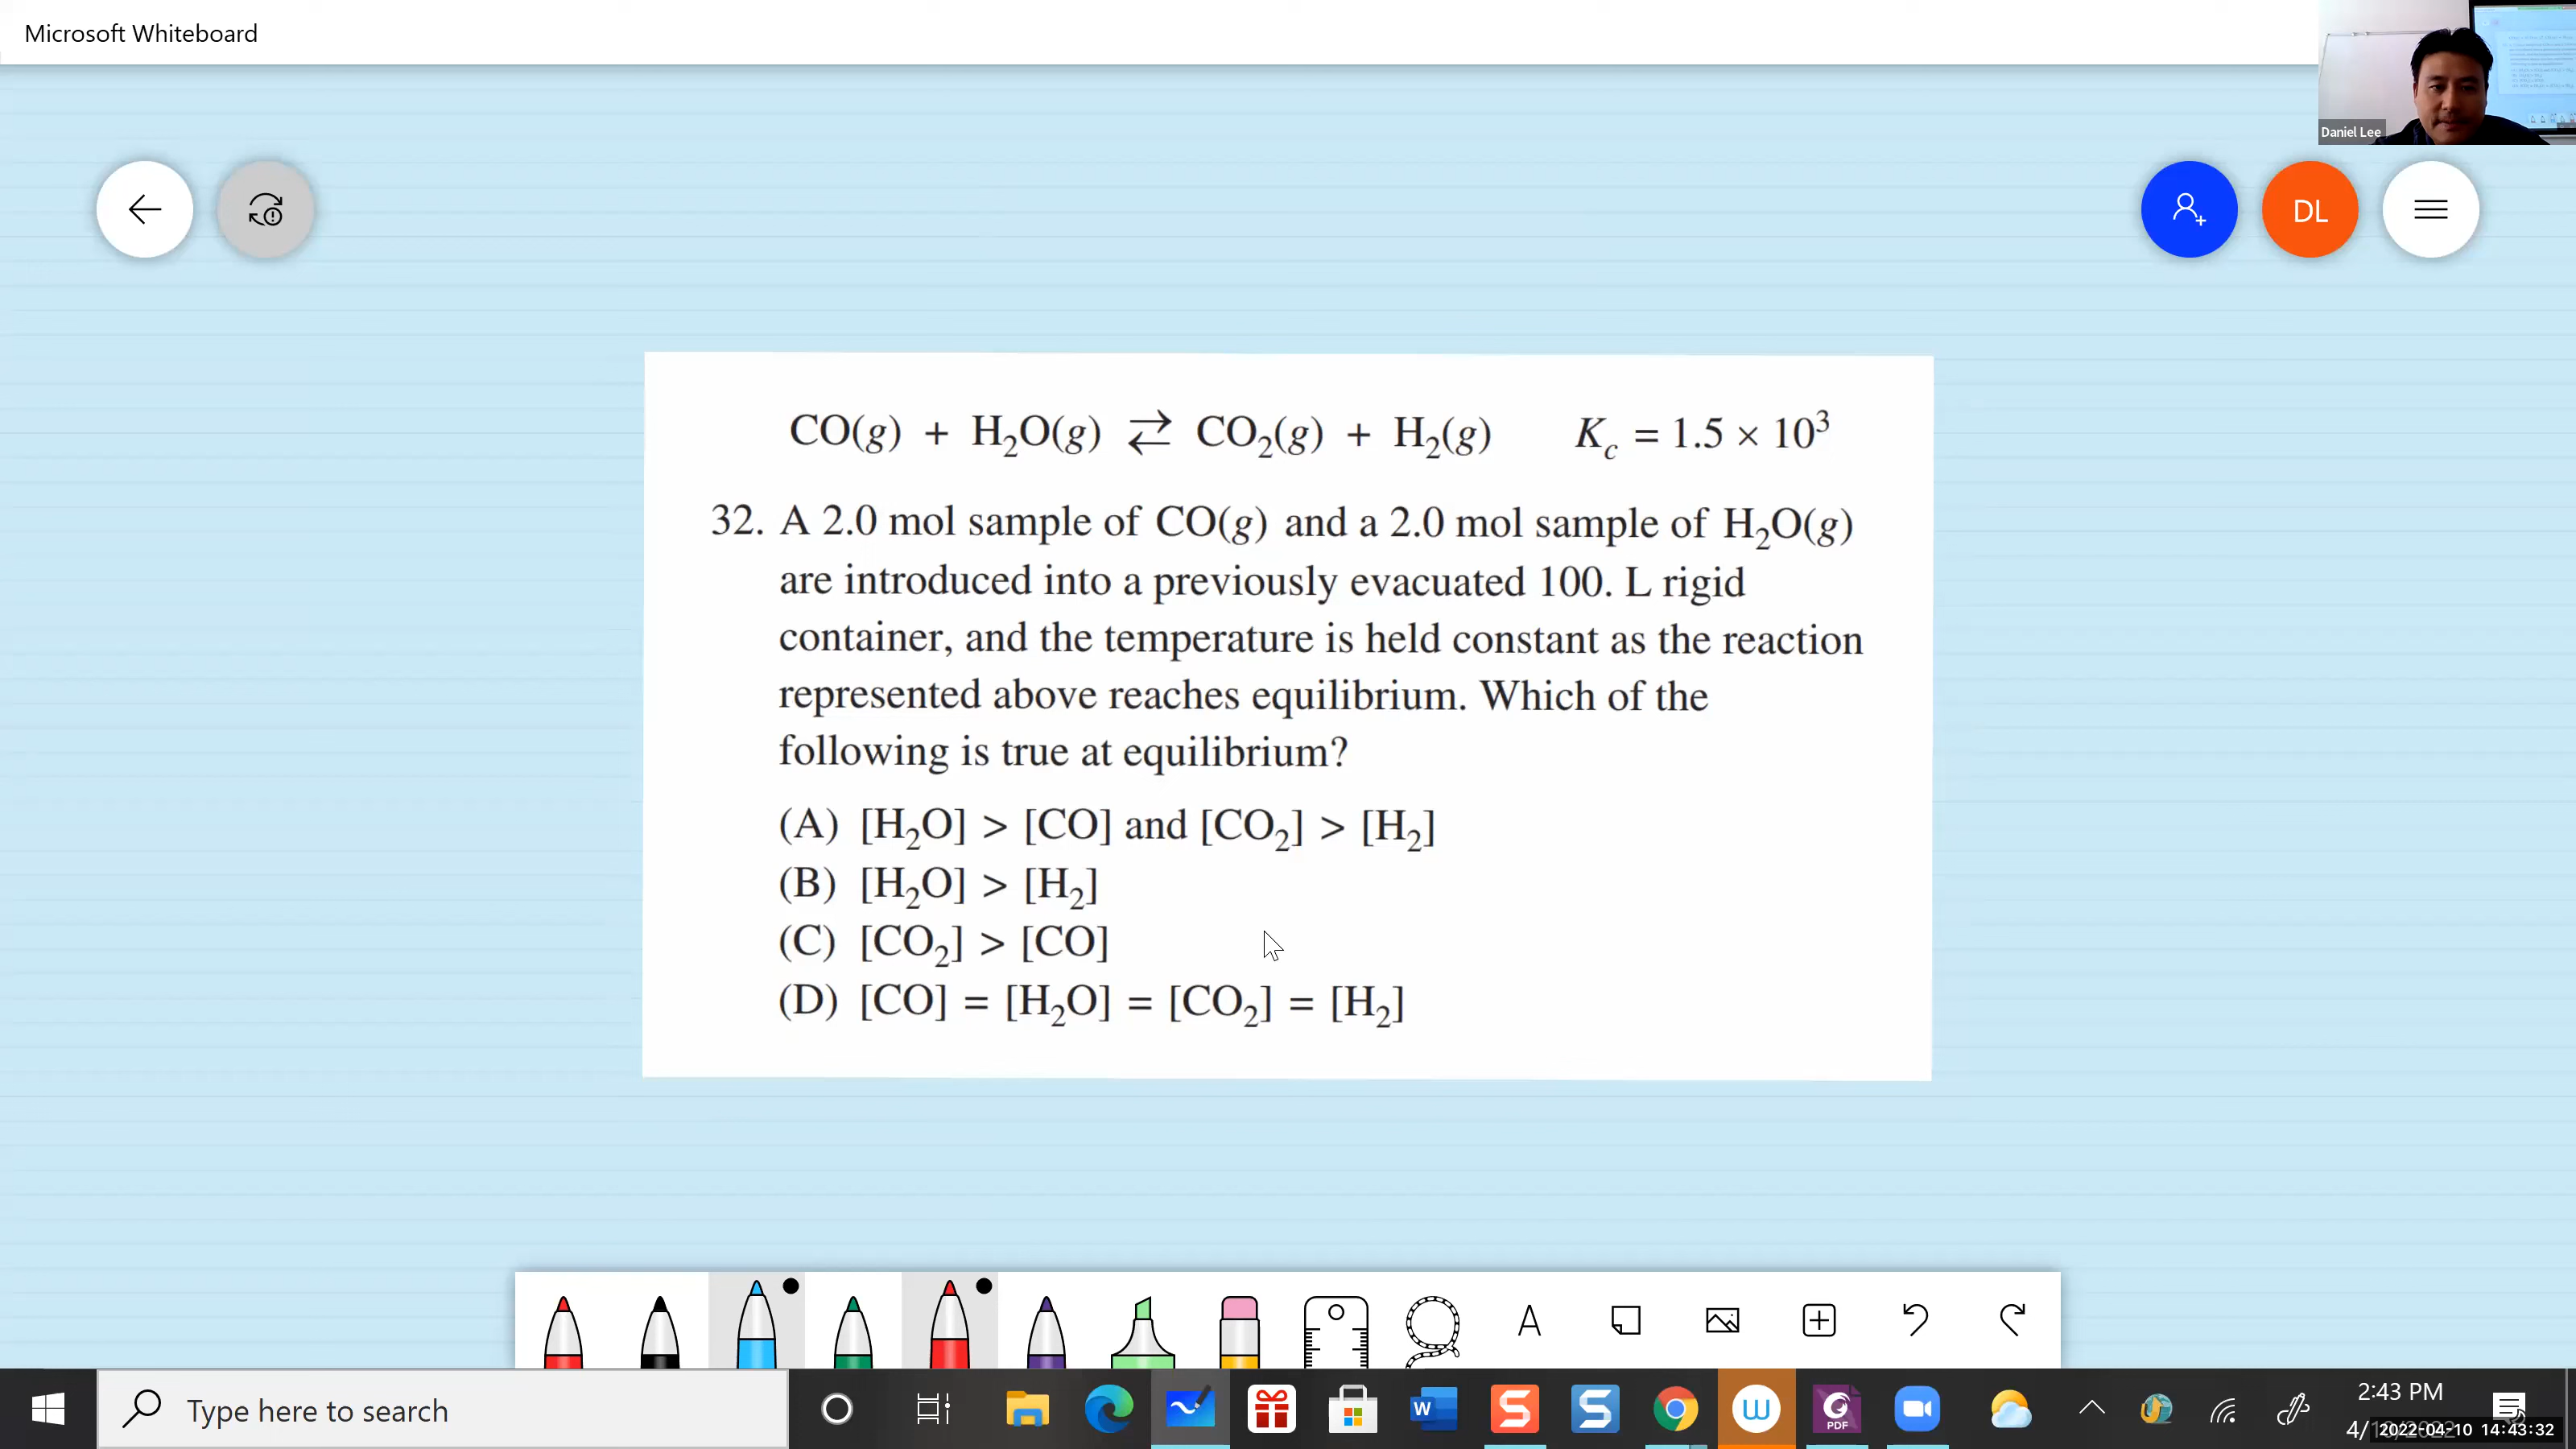 Microsoft Whiteboard
Daniel Lee
DL
CO(g) + H₂O(g) ⇄ CO₂(g) + H₂(g) K_c = 1.5 × 10³
32. A 2.0 mol sample of CO(g) and a 2.0 mol sample of H₂O(g)
are introduced into a previously evacuated 100. L rigid
container, and the temperature is held constant as the reaction
represented above reaches equilibrium. Which of the
following is true at equilibrium?
(A) [H₂O] > [CO] and [CO₂] > [H₂]
(B) [H₂O] > [H₂]
(C) [CO₂] > [CO]
(D) [CO] = [H₂O] = [CO₂] = [H₂]
Type here to search
W
S
S
W
PDF
2:43 PM
2022-04-10 14:43:32